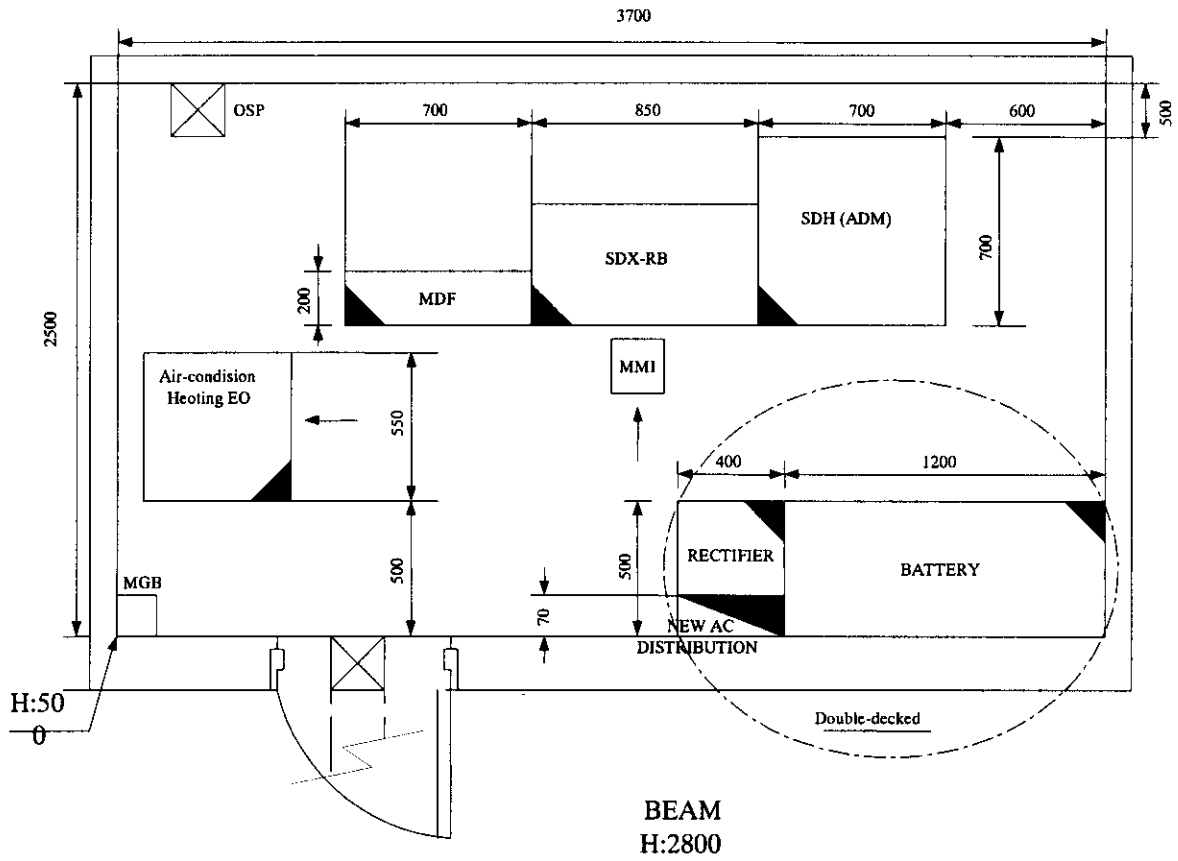 3700
OSP
700
850
700
600
500
SDH (ADM)
SDX-RB
700
200
MDF
2500
MMI
Air-condision
Heoting EO
550
400
1200
RECTIFIER
BATTERY
500
500
MGB
70
NEW AC
DISTRIBUTION
H:50
0
Double-decked
BEAM
H:2800